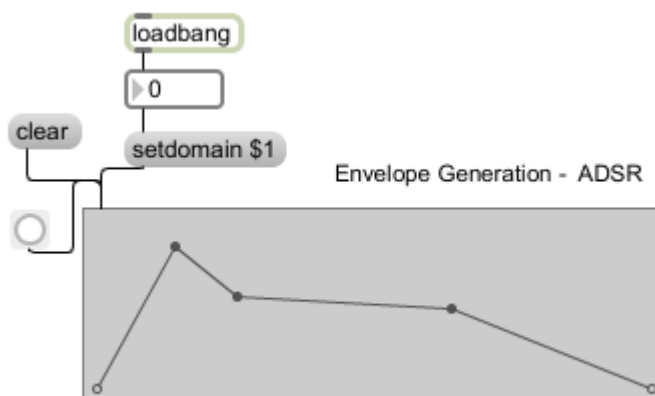 loadbang
0
clear
setdomain $1
Envelope Generation - ADSR